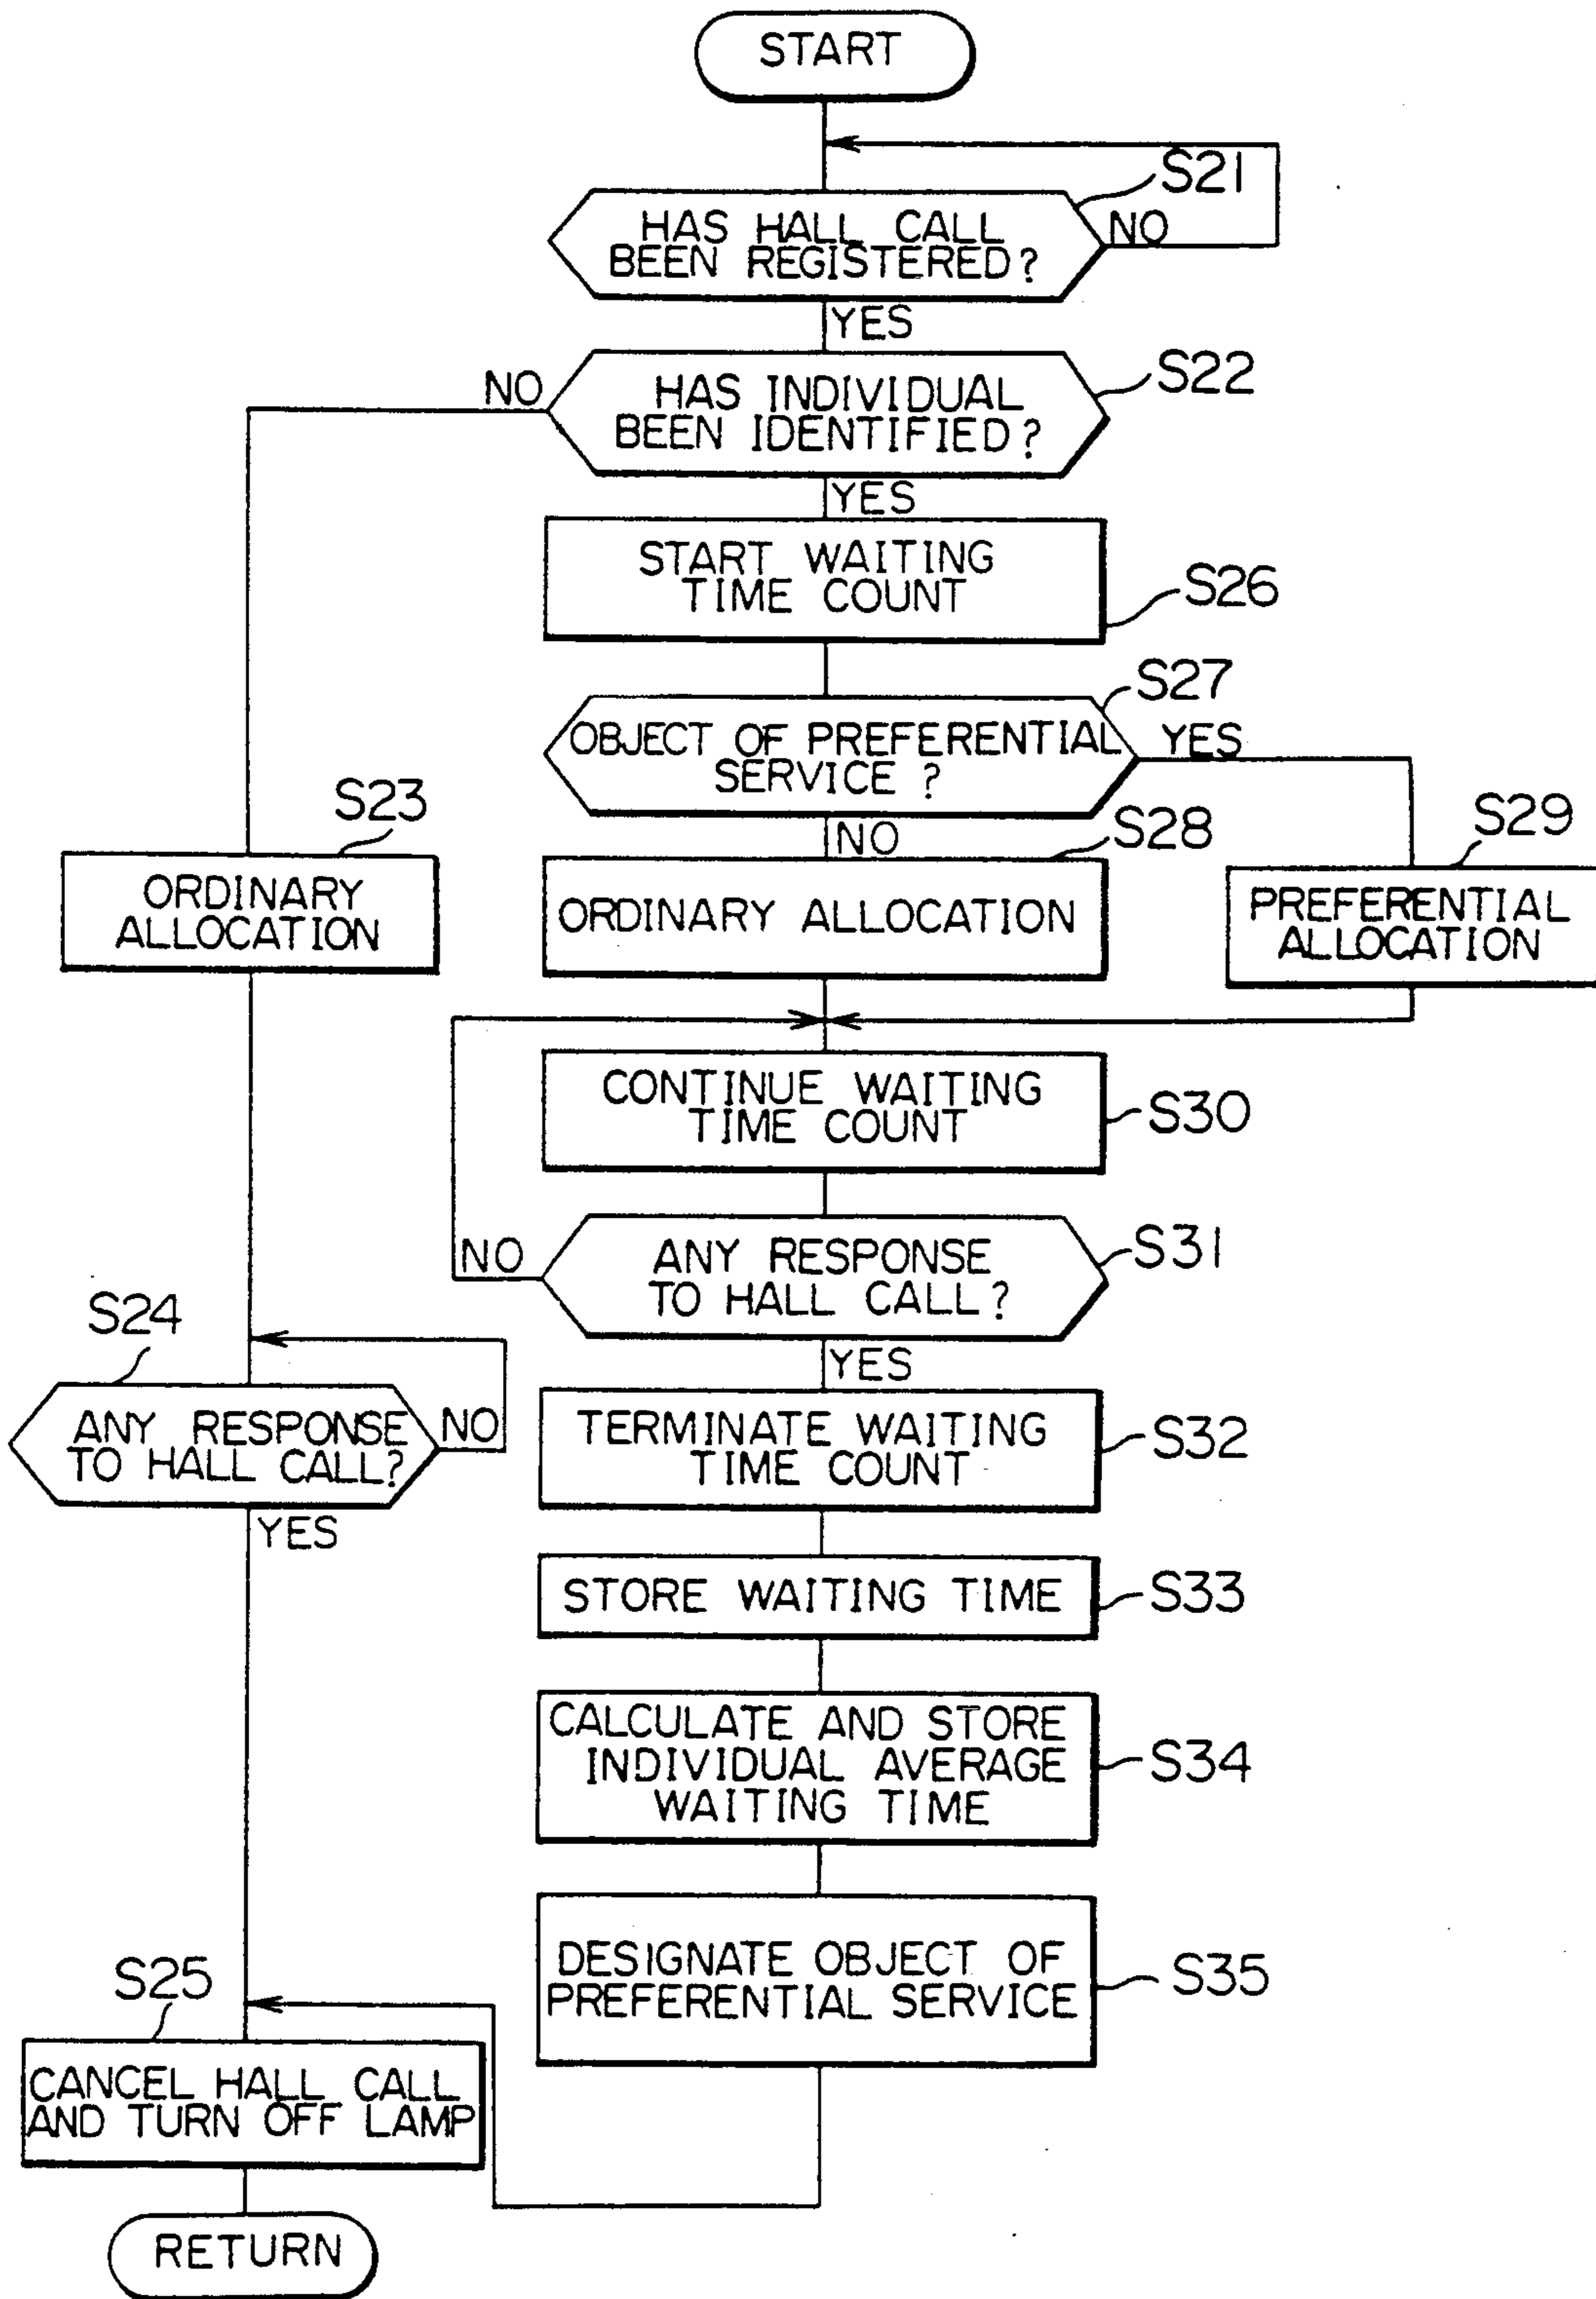 START
S21
HAS HALL CALL
BEEN REGISTERED?
NO
YES
S22
NO
HAS INDIVIDUAL
BEEN IDENTIFIED?
YES
START WAITING
TIME COUNT
S26
S27
OBJECT OF PREFERENTIAL
SERVICE?
YES
NO
S23
ORDINARY
ALLOCATION
S28
ORDINARY ALLOCATION
S29
PREFERENTIAL
ALLOCATION
CONTINUE WAITING
TIME COUNT
S30
NO
ANY RESPONSE
TO HALL CALL?
S31
YES
S24
ANY RESPONSE
TO HALL CALL?
NO
YES
TERMINATE WAITING
TIME COUNT
S32
STORE WAITING TIME
S33
CALCULATE AND STORE
INDIVIDUAL AVERAGE
WAITING TIME
S34
DESIGNATE OBJECT OF
PREFERENTIAL SERVICE
S35
S25
CANCEL HALL CALL
AND TURN OFF LAMP
RETURN